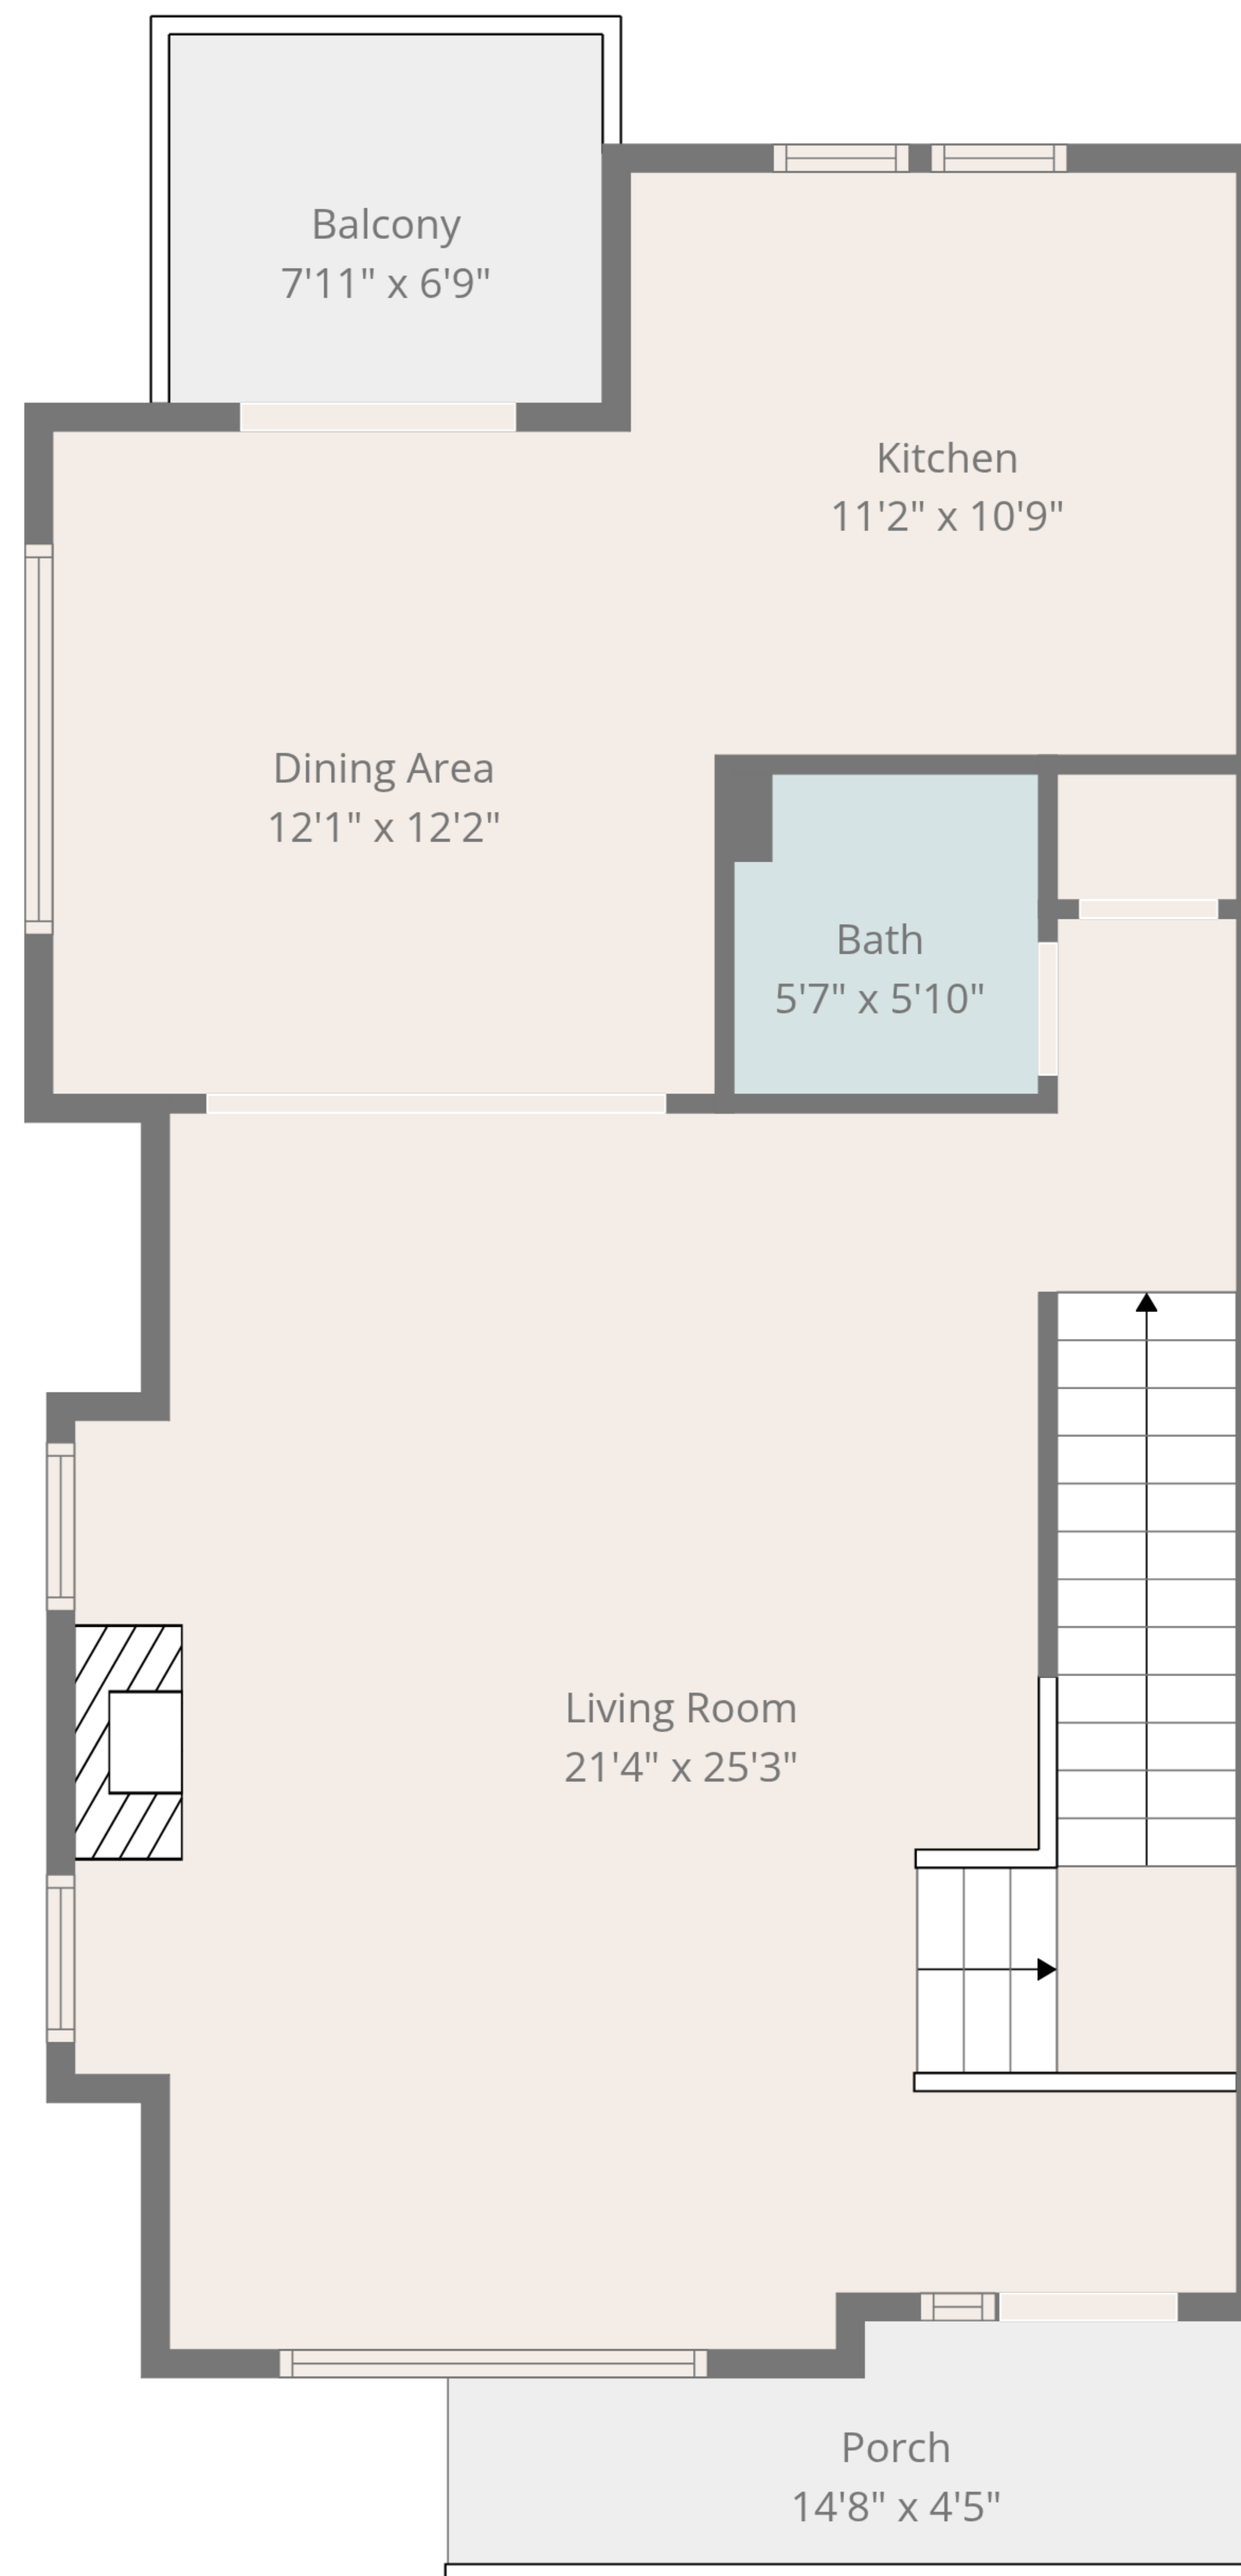 Balcony
7'11" x 6'9"
Kitchen
11'2" x 10'9"
Dining Area
12'1" x 12'2"
Bath
5'7" x 5'10"
Living Room
21'4" x 25'3"
Porch
14'8" x 4'5"